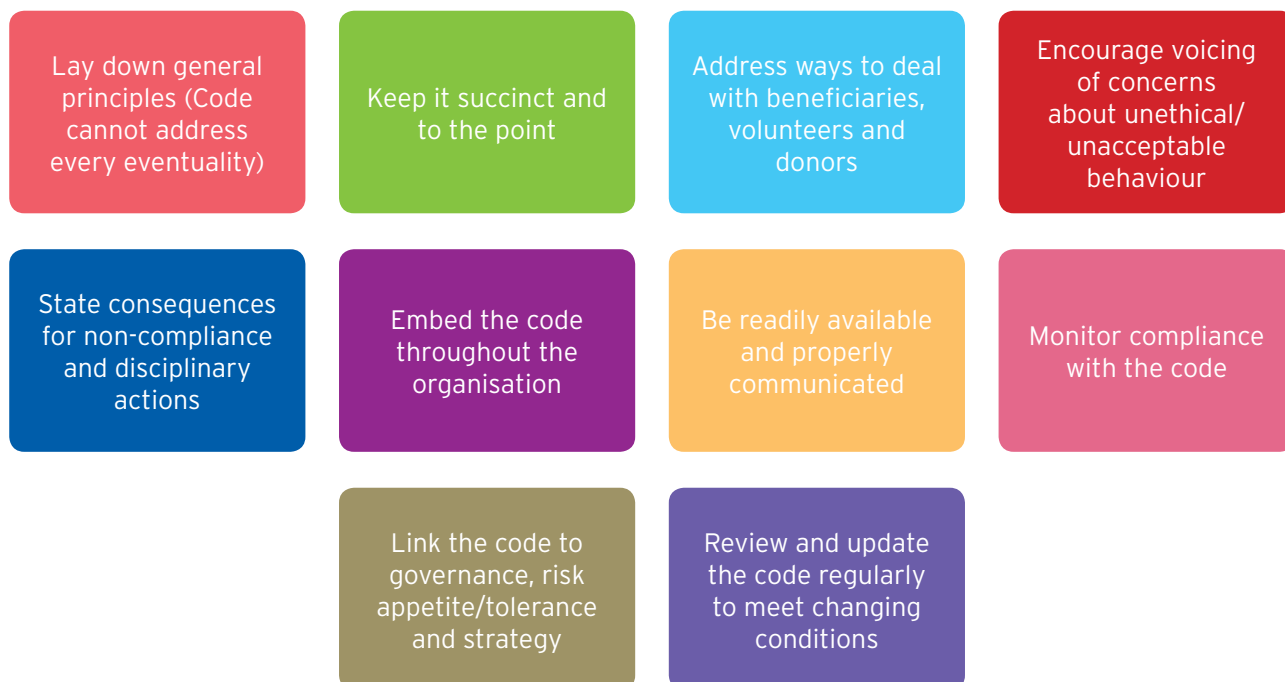 Lay down general
principles (Code
cannot address
every eventuality)
Keep it succinct and
to the point
Address ways to deal
with beneficiaries,
volunteers and
donors
Encourage voicing
of concerns
about unethical/
unacceptable
behaviour
State consequences
for non-compliance
and disciplinary
actions
Embed the code
throughout the
organisation
Be readily available
and properly
communicated
Monitor compliance
with the code
Link the code to
governance, risk
appetite/tolerance
and strategy
Review and update
the code regularly
to meet changing
conditions